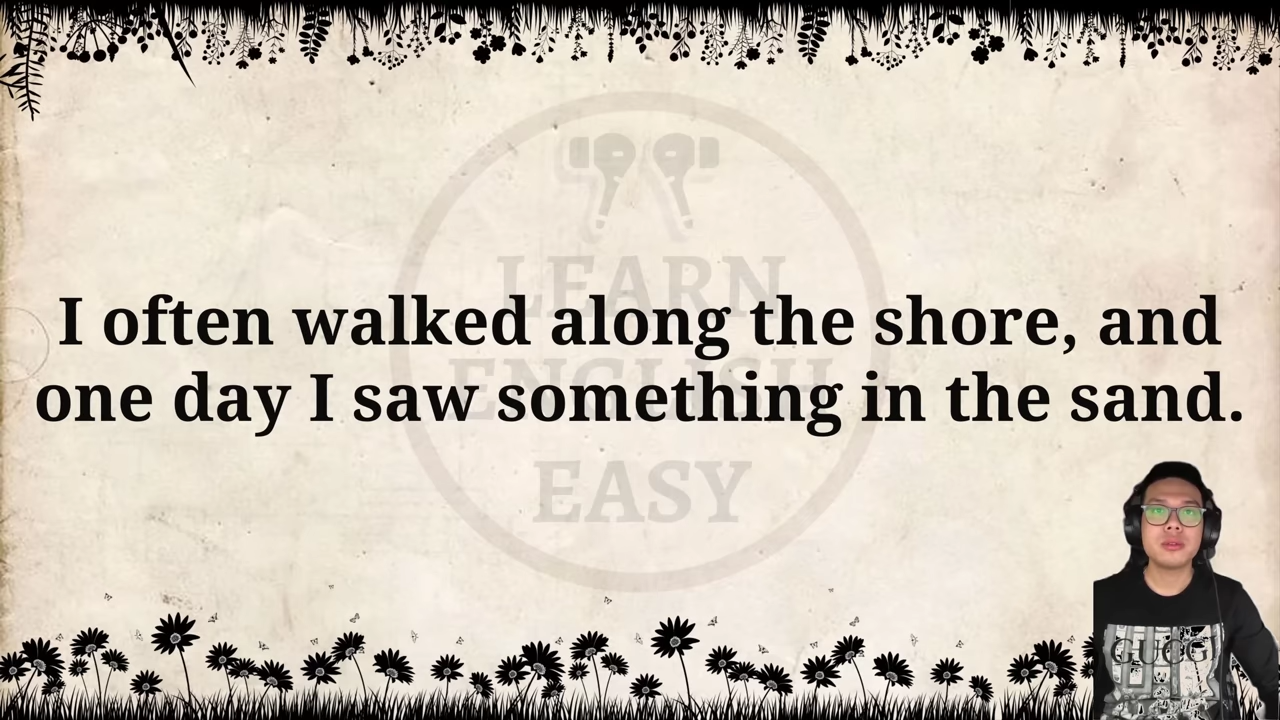 LEARN
ENGLISH
EASY
I often walked along the shore, and
one day I saw something in the sand.